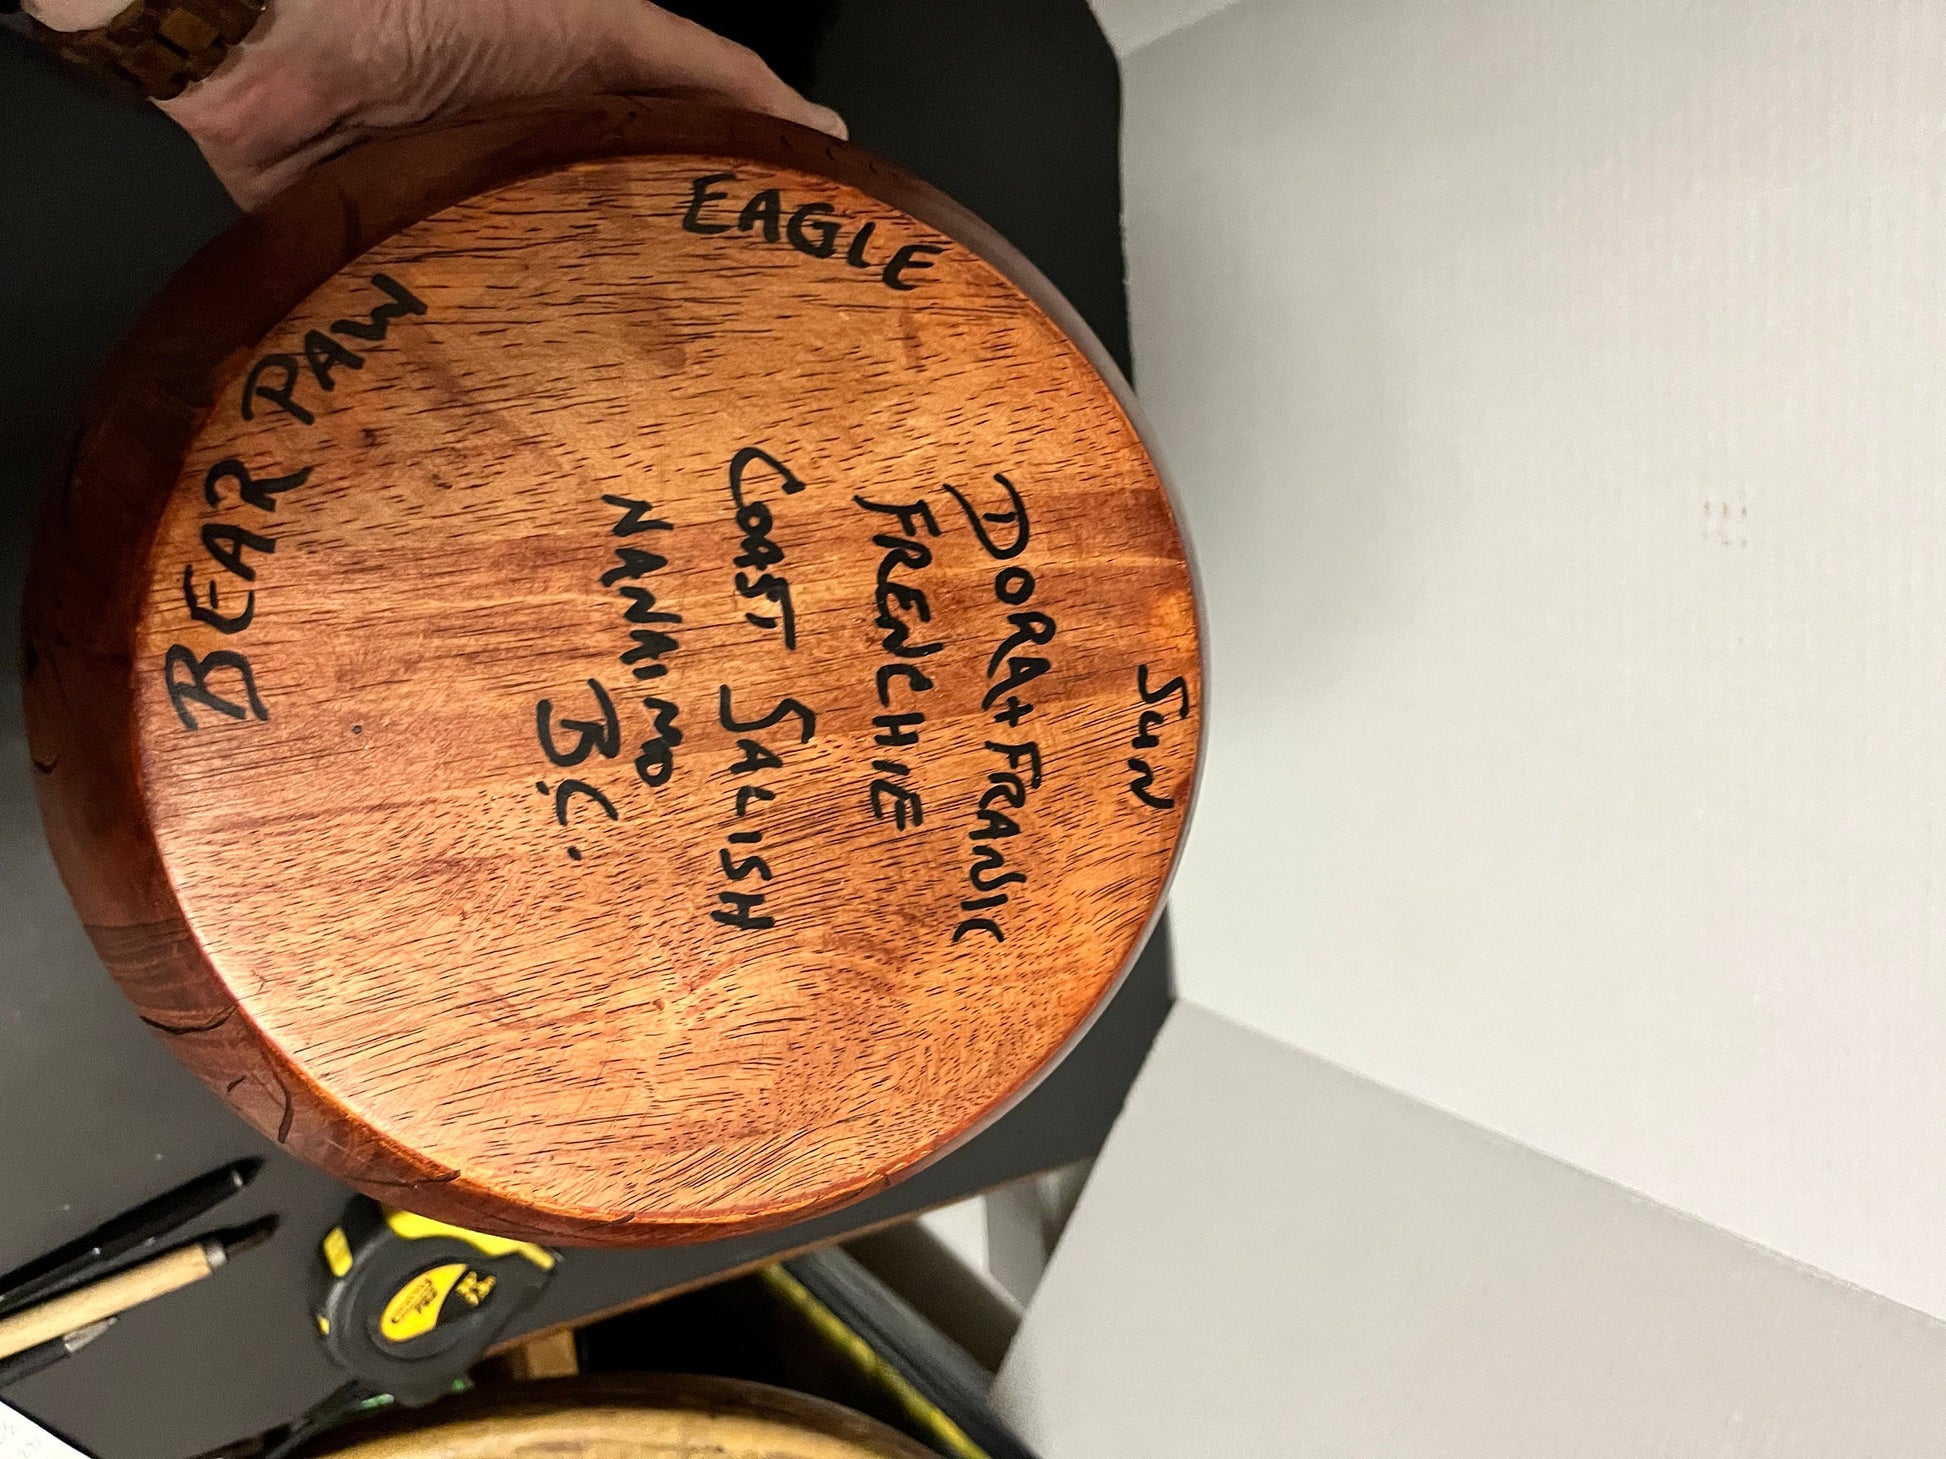 SUN
DORA + FRANK
FRENCHIE
COAST SALISH
NANAIMO
B.C.
EAGLE
BEAR PAW